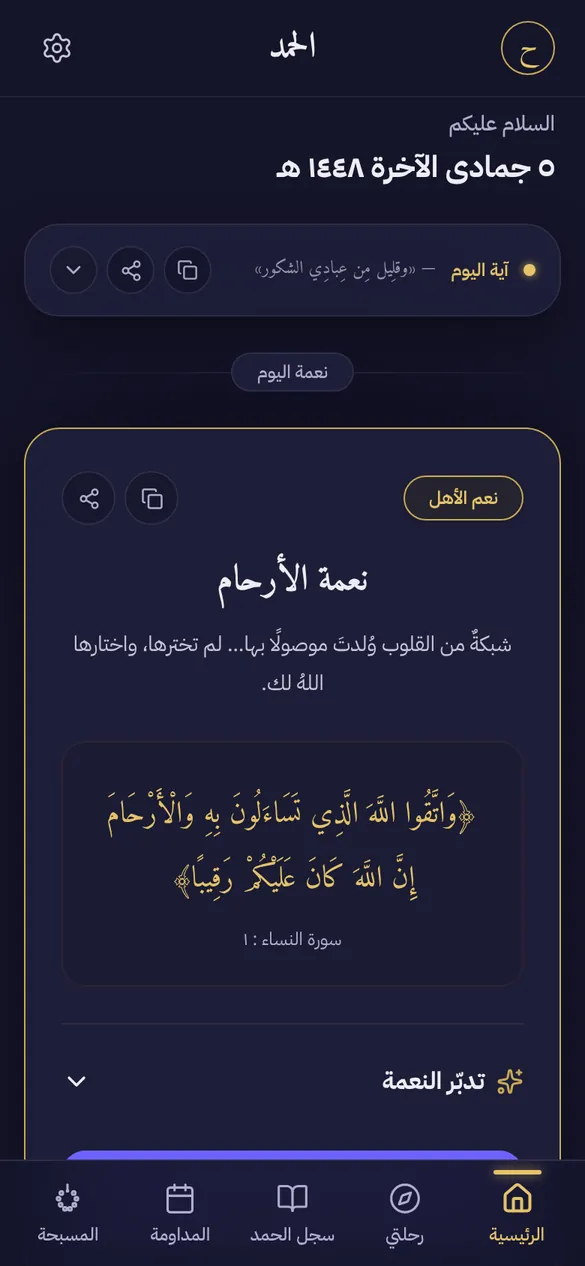 ح
الحمد
السلام عليكم
٥ جمادى الآخرة ١٤٤٨ هـ
آية اليوم — «وقليل مِن عِبادِي الشكور»
نعمة اليوم
نعم الأهل
نعمة الأرحام
شبكةٌ من القلوب وُلدتَ موصولًا بها... لم تخترها، واختارها
اللهُ لك.
﴿وَاتَّقُوا اللَّهَ الَّذِي تَسَاءَلُونَ بِهِ وَالْأَرْحَامَ
إِنَّ اللَّهَ كَانَ عَلَيْكُمْ رَقِيبًا﴾
سورة النساء : ١
تدبّر النعمة
الرئيسية
رحلتي
سجل الحمد
المداومة
المسبحة